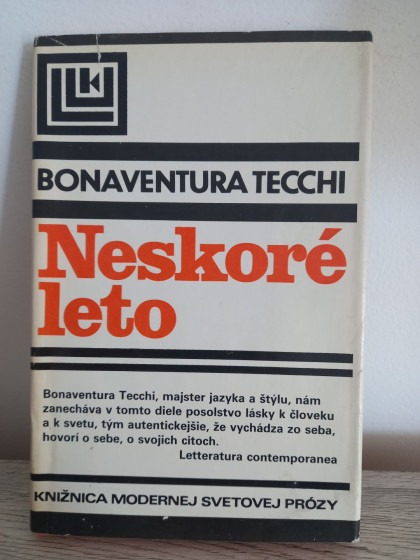 BONAVENTURA TECCHI
Neskoré
leto
Bonaventura Tecchi, majster jazyka a štýlu, nám
zanecháva v tomto diele posolstvo lásky k človeku
a k svetu, tým autentickejšie, že vychádza zo seba,
hovorí o sebe, o svojich citoch.
Letteratura contemporanea
KNIŽNICA MODERNEJ SVETOVEJ PRÓZY